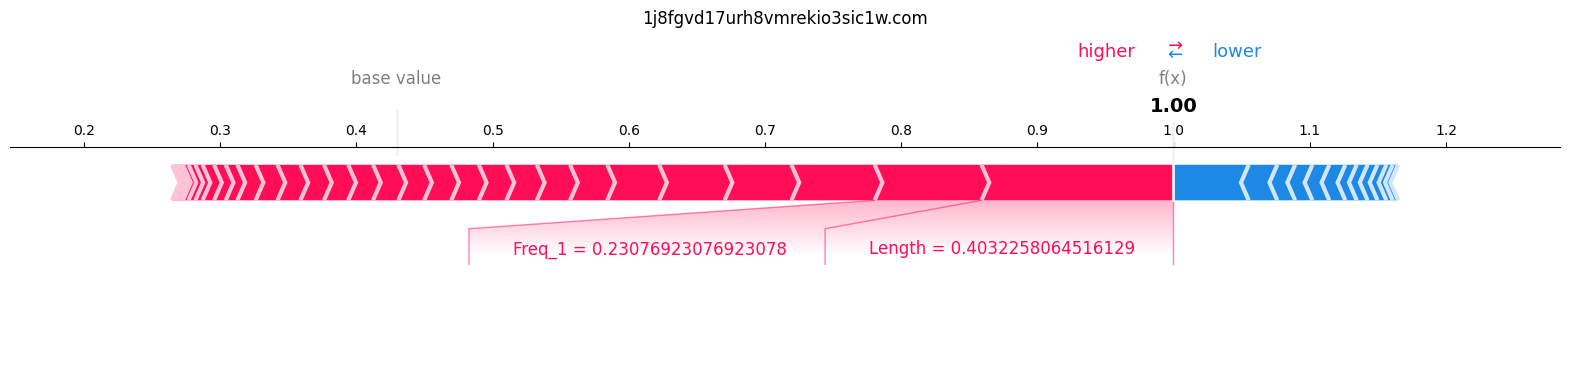 1j8fgvd17urh8vmrekio3sic1w.com
higher → ← lower
base value f(x)
1.00
0.2 0.3 0.4 0.5 0.6 0.7 0.8 0.9 1.0 1.1 1.2
Freq_1 = 0.23076923076923078 Length = 0.4032258064516129